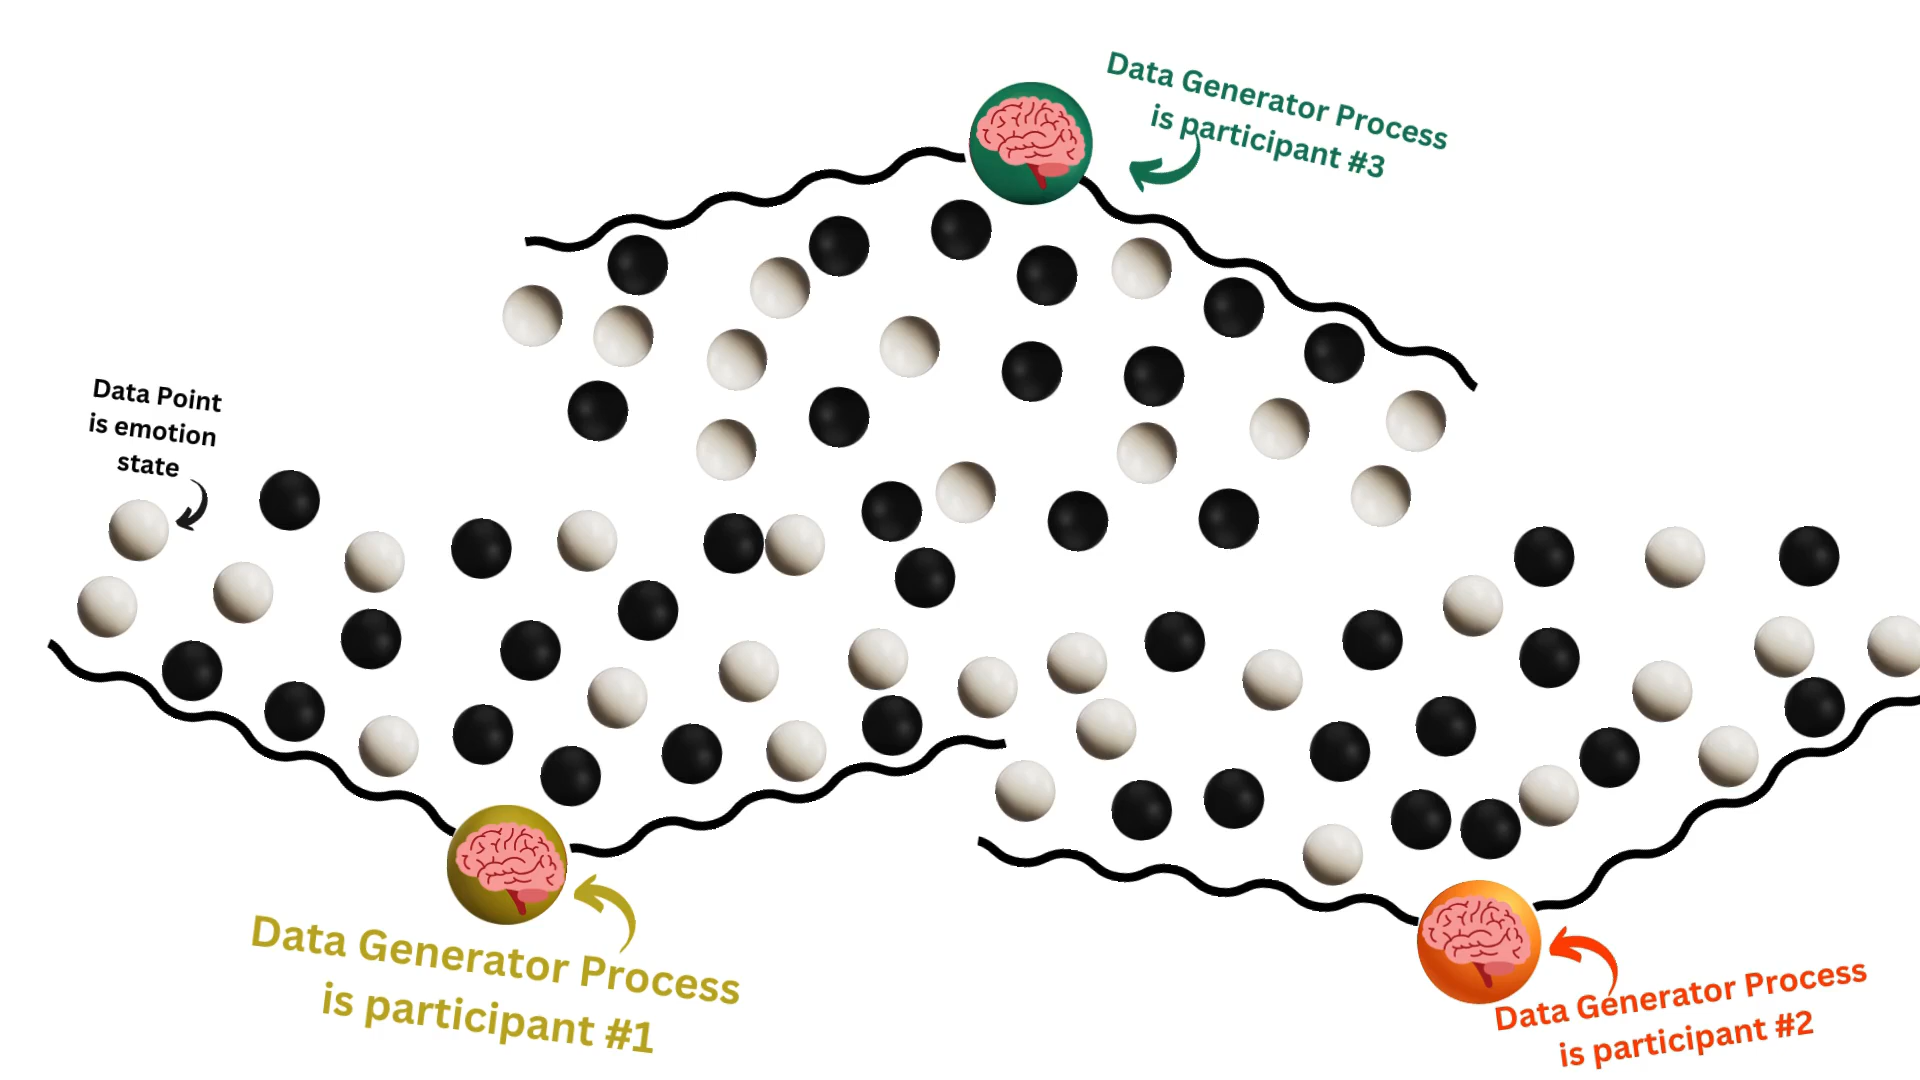 Data Generator Process
is participant #3
Data Point
is emotion
state
Data Generator Process
is participant #1
Data Generator Process
is participant #2